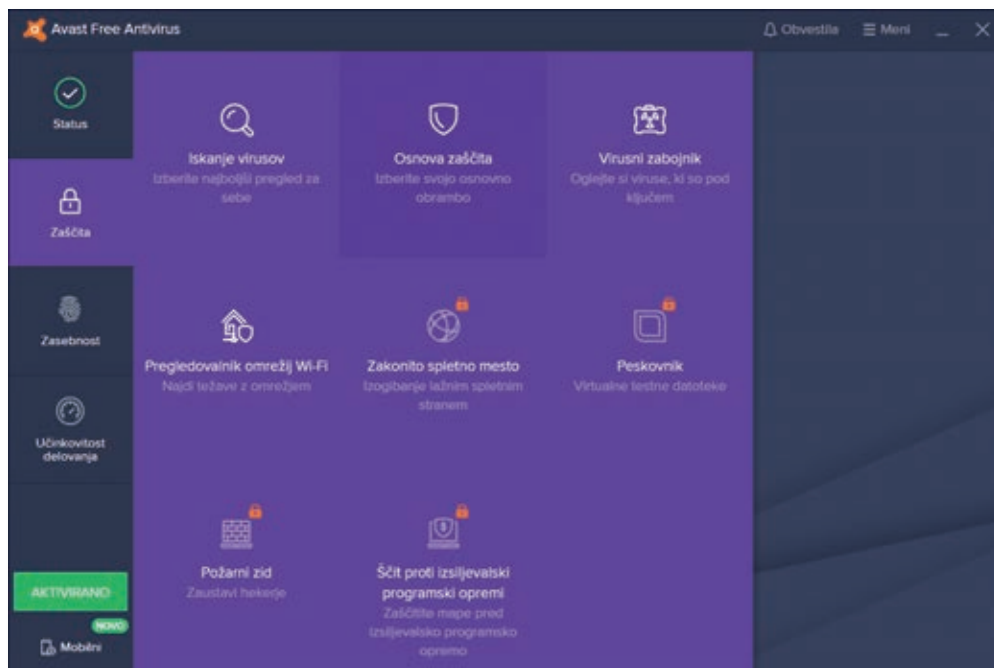 Avast Free Antivirus
Obvestila
Meni
Status
Zaščita
Zasebnost
Učinkovitost
delovanja
AKTIVIRANO
NOVO
Mobilni
Iskanje virusov
Izberite najboljši pregled za
sebe
Osnova zaščita
Izberite svojo osnovno
obrambo
Virusni zabojnik
Oglejte si viruse, ki so pod
ključem
Pregledovalnik omrežij Wi-Fi
Najdi težave z omrežjem
Zakonito spletno mesto
Izogibanje lažnim spletnim
stranem
Peskovnik
Virtualne testne datoteke
Požarni zid
Zaustavi hekerje
Ščit proti izsiljevalski
programski opremi
Zaščitite mape pred
izsiljevalsko programsko
opremo